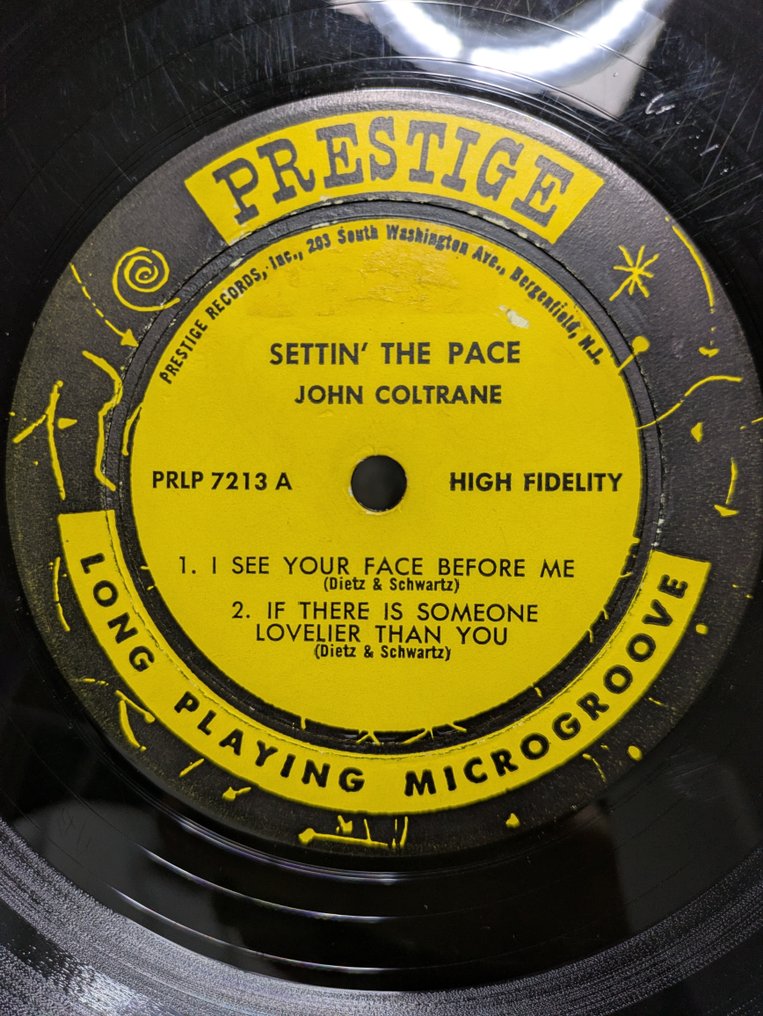 PRESTIGE
PRESTIGE RECORDS, Inc., 203 South Washington Ave., Bergenfield, N.J.
SETTIN' THE PACE
JOHN COLTRANE
PRLP 7213 A
HIGH FIDELITY
1. I SEE YOUR FACE BEFORE ME
(Dietz & Schwartz)
2. IF THERE IS SOMEONE
LOVELIER THAN YOU
(Dietz & Schwartz)
LONG PLAYING MICROGROOVE